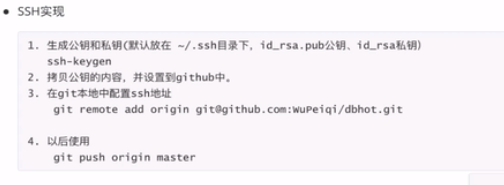 SSH实现
1. 生成公钥和私钥(默认放在 ~/.ssh目录下，id_rsa.pub公钥、id_rsa私钥)
ssh-keygen
2. 拷贝公钥的内容，并设置到github中。
3. 在git本地中配置ssh地址
git remote add origin git@github.com:WuPeiqi/dbhot.git
4. 以后使用
git push origin master